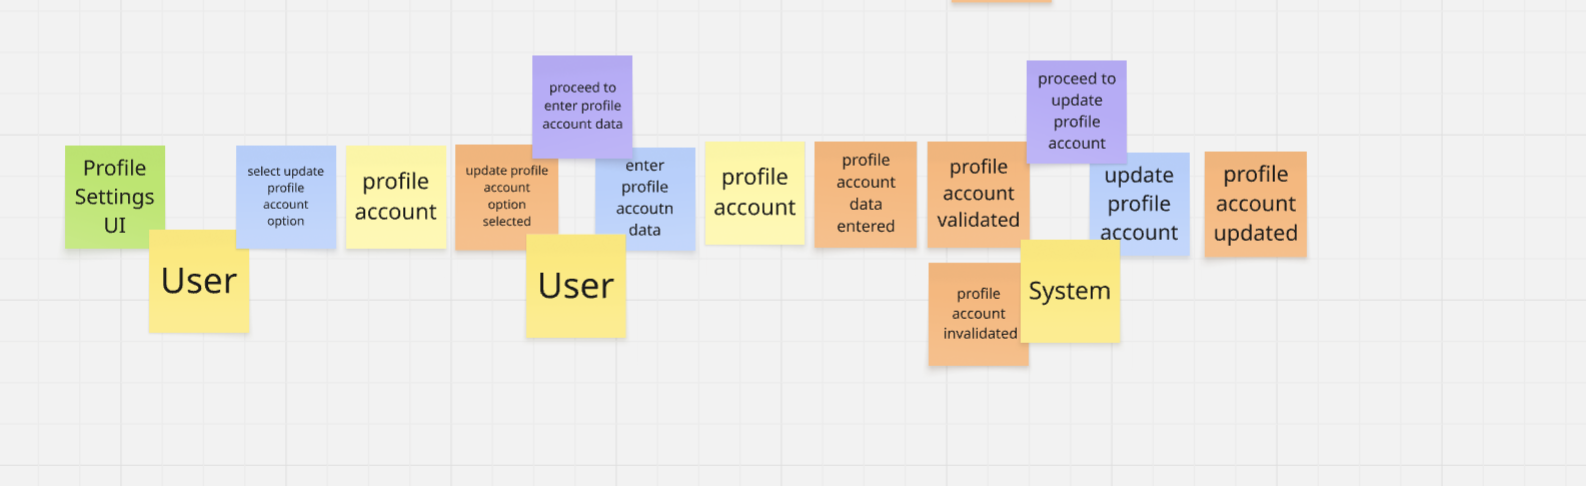 proceed to
enter profile
account data
proceed to
update
profile
account
Profile
Settings
UI
User
select update
profile
account
option
profile
account
update profile
account
option
selected
User
enter
profile
accoutn
data
profile
account
profile
account
data
entered
profile
account
validated
profile
account
invalidated
System
update
profile
account
profile
account
updated